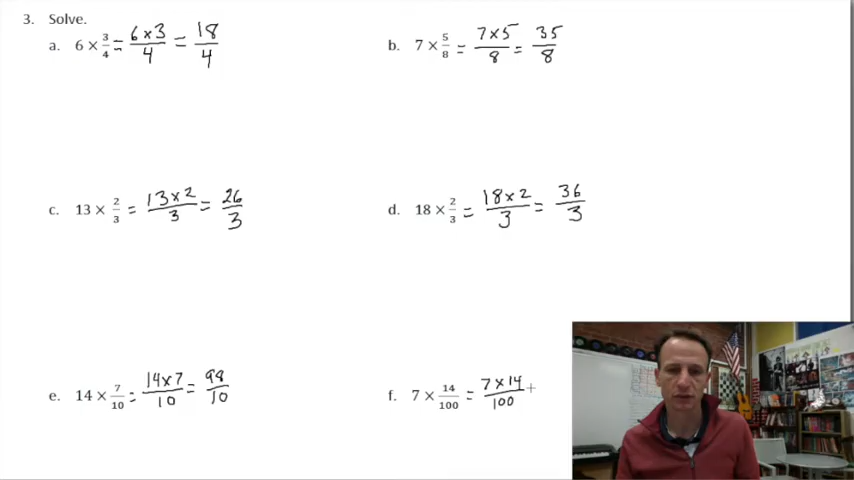 3. Solve.
a. 6 × 3/4 = 6 × 3/4 = 18/4
b. 7 × 5/8 = 7 × 5/8 = 35/8
c. 13 × 2/3 = 13 × 2/3 = 26/3
d. 18 × 2/3 = 18 × 2/3 = 36/3
e. 14 × 7/10 = 14 × 7/10 = 98/10
f. 7 × 14/100 = 7 × 14/100